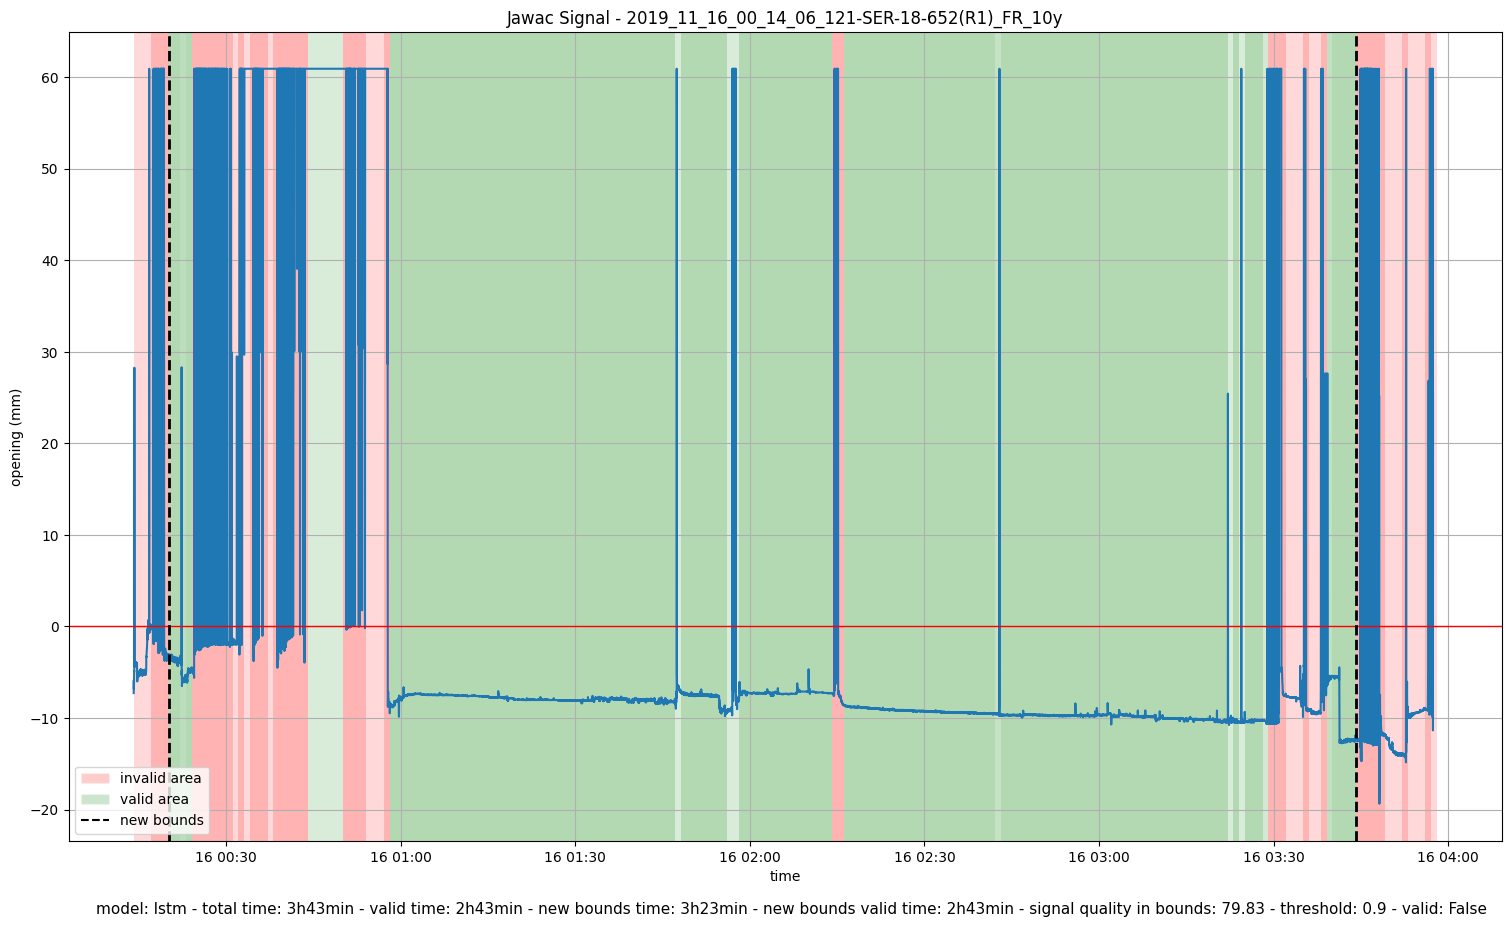 Jawac Signal - 2019_11_16_00_14_06_121-SER-18-652(R1)_FR_10y
60
50
40
30
20
10
0
−10
−20
opening (mm)
invalid area
valid area
new bounds
16 00:30
16 01:00
16 01:30
16 02:00
16 02:30
16 03:00
16 03:30
16 04:00
time
model: lstm - total time: 3h43min - valid time: 2h43min - new bounds time: 3h23min - new bounds valid time: 2h43min - signal quality in bounds: 79.83 - threshold: 0.9 - valid: False